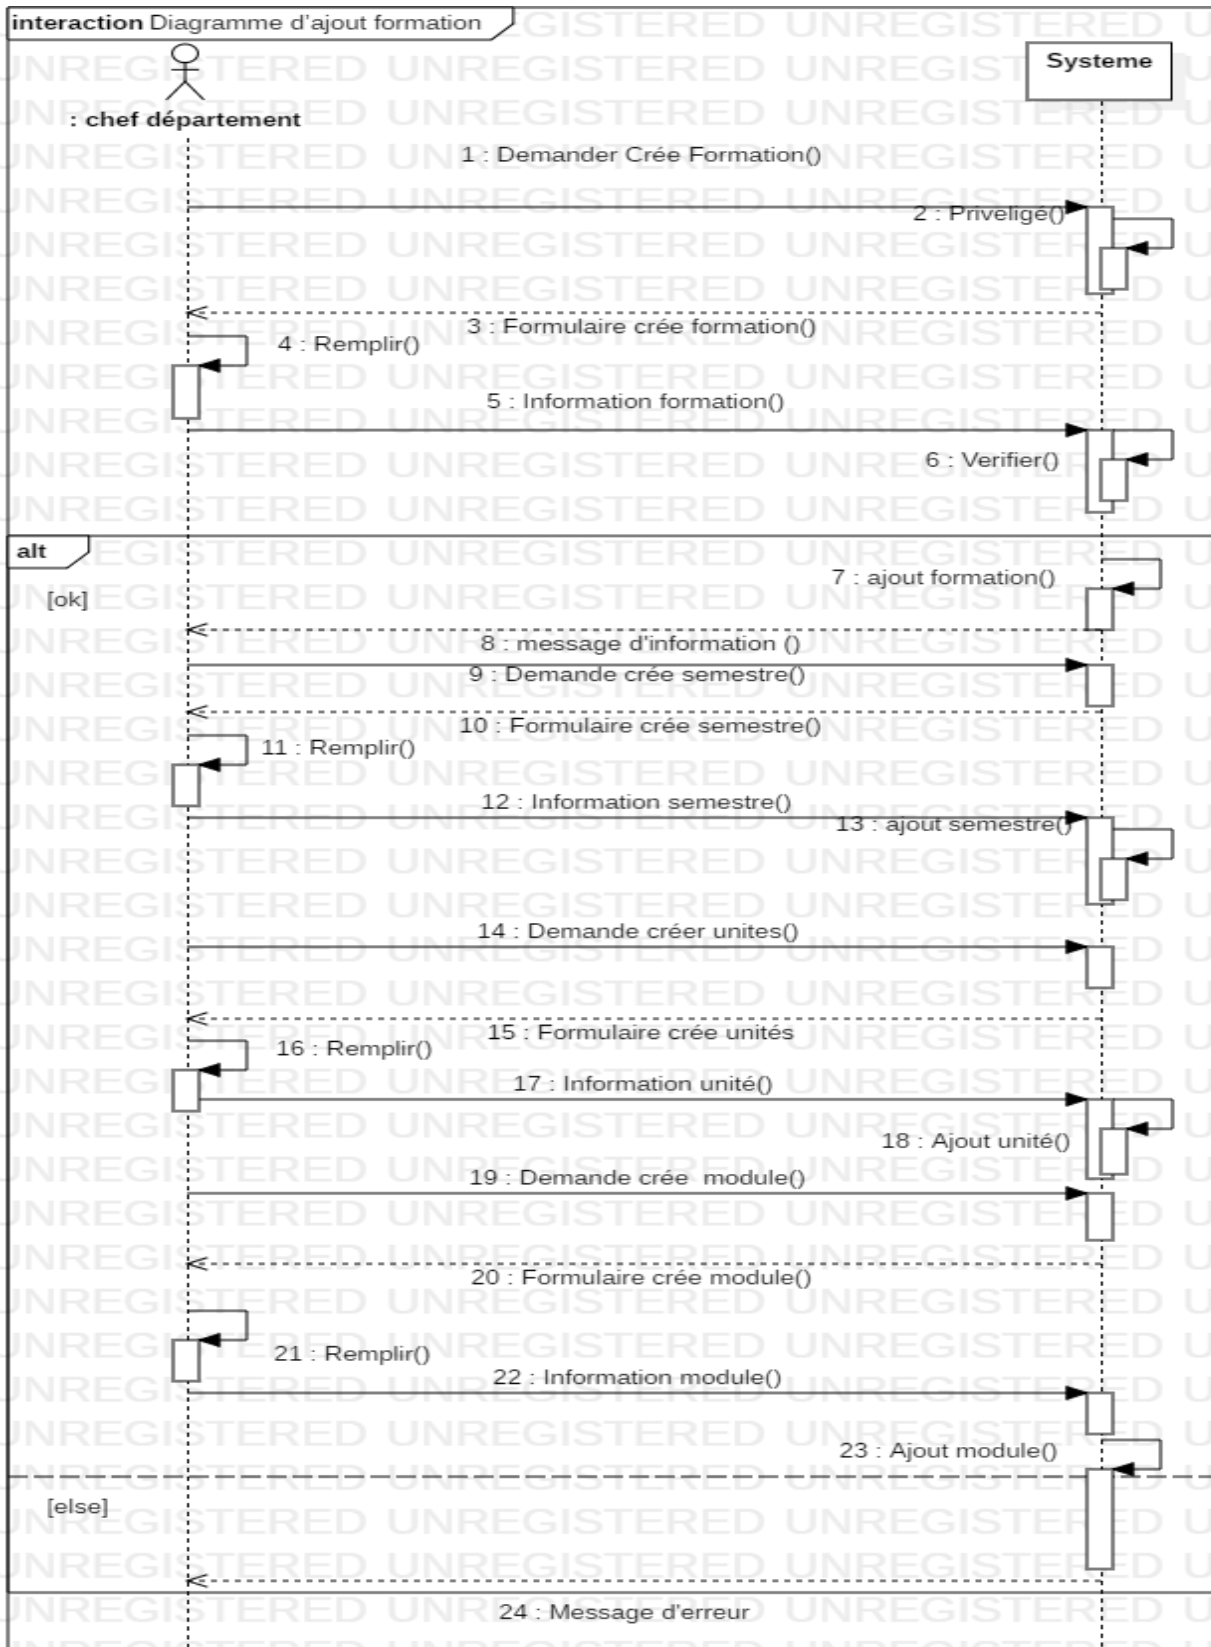 interaction Diagramme d'ajout formation
Systeme
: chef département
1 : Demander Crée Formation()
2 : Priveligé()
3 : Formulaire crée formation()
4 : Remplir()
5 : Information formation()
6 : Verifier()
alt
7 : ajout formation()
[ok]
8 : message d'information ()
9 : Demande crée semestre()
10 : Formulaire crée semestre()
11 : Remplir()
12 : Information semestre()
13 : ajout semestre()
14 : Demande créer unites()
15 : Formulaire crée unités
16 : Remplir()
17 : Information unité()
18 : Ajout unité()
19 : Demande crée  module()
20 : Formulaire crée module()
21 : Remplir()
22 : Information module()
23 : Ajout module()
[else]
24 : Message d'erreur
UNREGISTERED